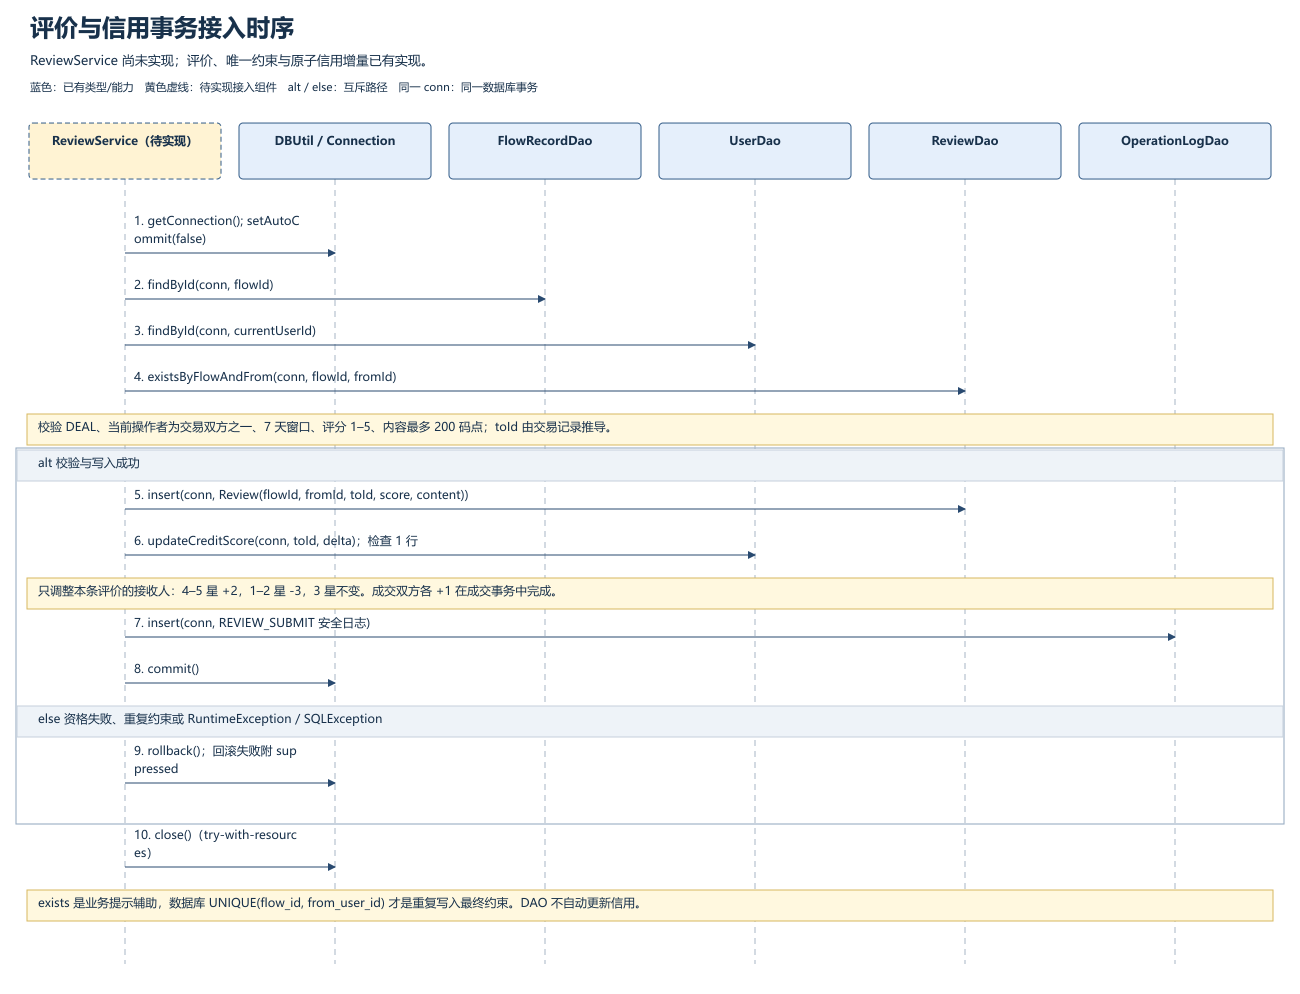 评价与信用事务接入时序
ReviewService 尚未实现；评价、唯一约束与原子信用增量已有实现。
蓝色：已有类型/能力　黄色虚线：待实现接入组件　alt / else：互斥路径　同一 conn：同一数据库事务
ReviewService（待实现）
DBUtil / Connection
FlowRecordDao
UserDao
ReviewDao
OperationLogDao
1. getConnection(); setAutoC
ommit(false)
2. findById(conn, flowId)
3. findById(conn, currentUserId)
4. existsByFlowAndFrom(conn, flowId, fromId)
校验 DEAL、当前操作者为交易双方之一、7 天窗口、评分 1–5、内容最多 200 码点；toId 由交易记录推导。
alt 校验与写入成功
5. insert(conn, Review(flowId, fromId, toId, score, content))
6. updateCreditScore(conn, toId, delta)；检查 1 行
只调整本条评价的接收人：4–5 星 +2，1–2 星 -3，3 星不变。成交双方各 +1 在成交事务中完成。
7. insert(conn, REVIEW_SUBMIT 安全日志)
8. commit()
else 资格失败、重复约束或 RuntimeException / SQLException
9. rollback()；回滚失败附 sup
pressed
10. close()（try-with-resourc
es）
exists 是业务提示辅助，数据库 UNIQUE(flow_id, from_user_id) 才是重复写入最终约束。DAO 不自动更新信用。